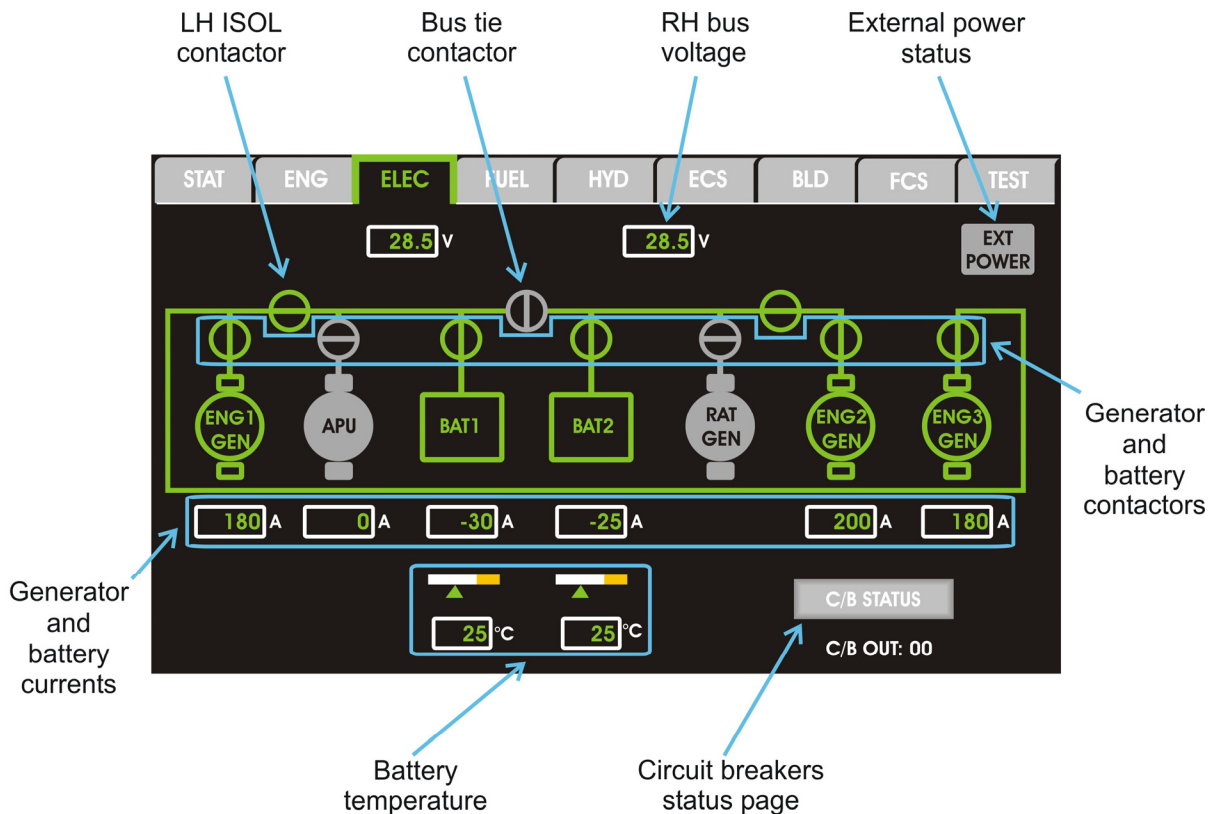 LH ISOL
contactor
Bus tie
contactor
RH bus
voltage
External power
status
STAT
ENG
ELEC
FUEL
HYD
ECS
BLD
FCS
TEST
28.5 V
28.5 V
EXT
POWER
ENG1
GEN
APU
BAT1
BAT2
RAT
GEN
ENG2
GEN
ENG3
GEN
Generator
and
battery
contactors
180 A
0 A
-30 A
-25 A
200 A
180 A
Generator
and
battery
currents
25 °C
25 °C
C/B STATUS
C/B OUT: 00
Battery
temperature
Circuit breakers
status page